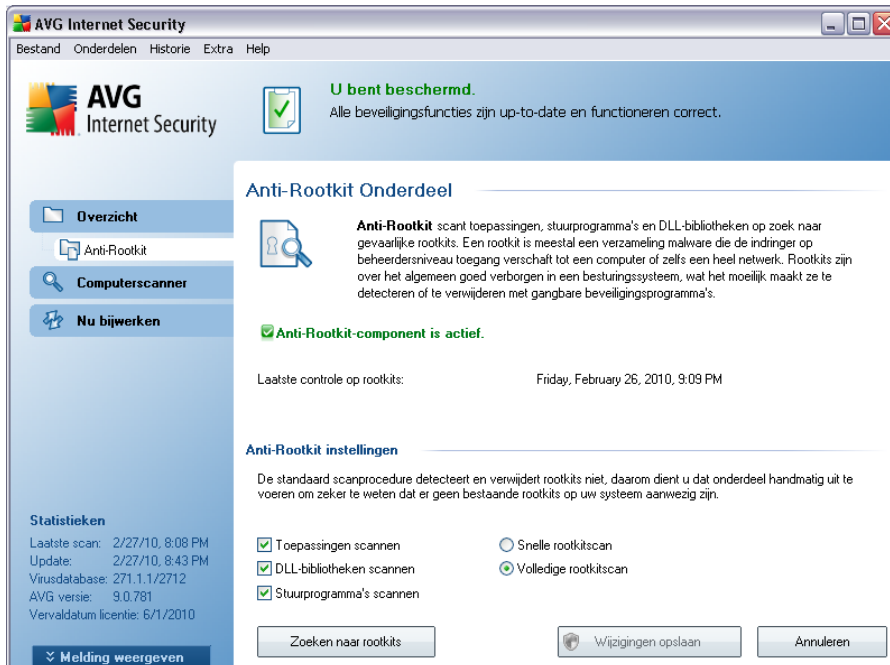 AVG Internet Security
Bestand Onderdelen Historie Extra Help
AVG
Internet Security
U bent beschermd.
Alle beveiligingsfuncties zijn up-to-date en functioneren correct.
Overzicht
Anti-Rootkit
Computerscanner
Nu bijwerken
Anti-Rootkit Onderdeel
Anti-Rootkit scant toepassingen, stuurprogramma's en DLL-bibliotheken op zoek naar
gevaarlijke rootkits. Een rootkit is meestal een verzameling malware die de indringer op
beheerdersniveau toegang verschaft tot een computer of zelfs een heel netwerk. Rootkits zijn
over het algemeen goed verborgen in een besturingssysteem, wat het moeilijk maakt ze te
detecteren of te verwijderen met gangbare beveiligingsprogramma's.
Anti-Rootkit-component is actief.
Laatste controle op rootkits: Friday, February 26, 2010, 9:09 PM
Anti-Rootkit instellingen
De standaard scanprocedure detecteert en verwijdert rootkits niet, daarom dient u dat onderdeel handmatig uit te
voeren om zeker te weten dat er geen bestaande rootkits op uw systeem aanwezig zijn.
Toepassingen scannen
DLL-bibliotheken scannen
Stuurprogramma's scannen
Snelle rootkitscan
Volledige rootkitscan
Zoeken naar rootkits
Wijzigingen opslaan
Annuleren
Statistieken
Laatste scan: 2/27/10, 8:08 PM
Update: 2/27/10, 8:43 PM
Virusdatabase: 271.1.1/2712
AVG versie: 9.0.781
Vervaldatum licentie: 6/1/2010
Melding weergeven